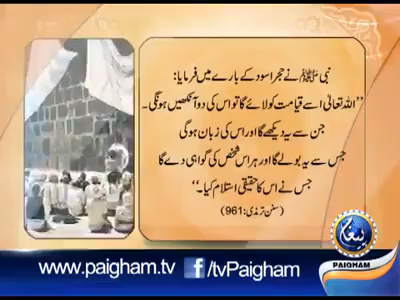 نبی ﷺ نے حجر اسود کے بارے میں فرمایا:
’’اللہ تعالیٰ اسے قیامت کو لائے گا تو اس کی دو آنکھیں ہونگی۔
جن سے یہ دیکھے گا اور اس کی زبان ہوگی
جس سے یہ بولے گا اور ہر اس شخص کی گواہی دے گا
جس نے اس کا حقیقی استلام کیا۔‘‘
(سنن ترمذی: 961)
پیغام
PAIGHAM
www.paigham.tv f/tvPaigham